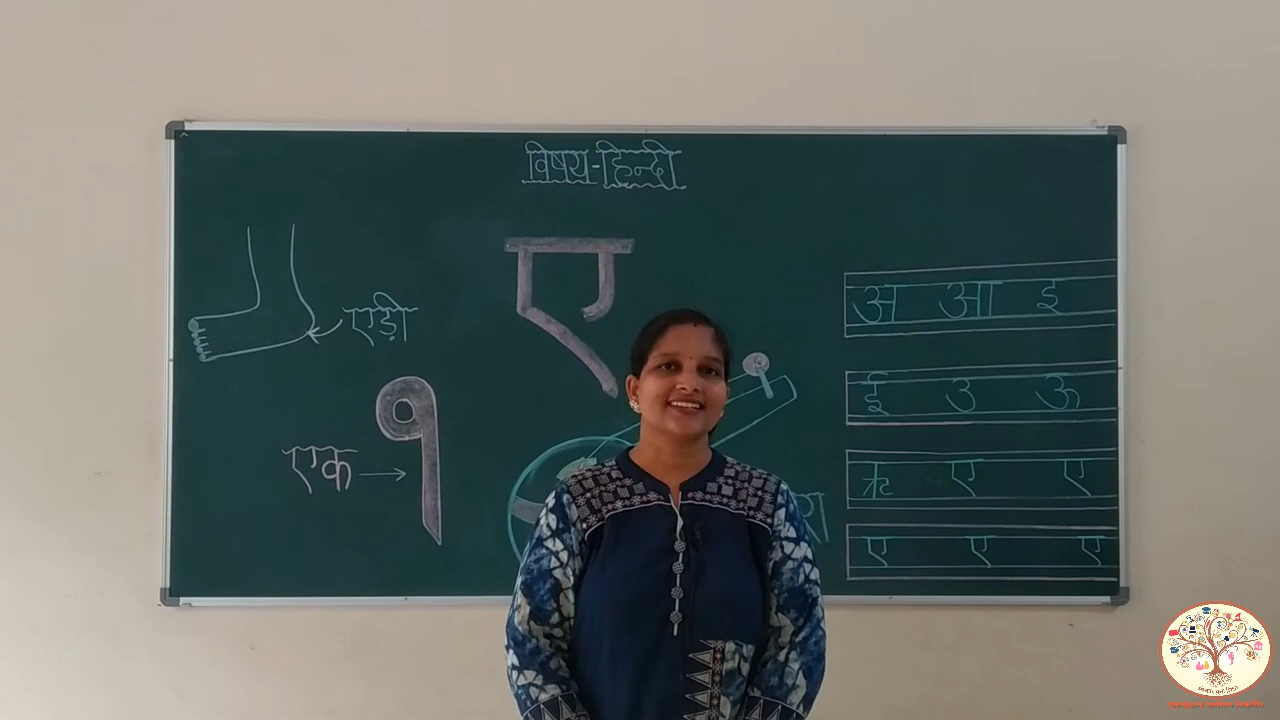 विषय-हिन्दी
ए
एड़ी
एक
१
अ आ इ
ई उ ऊ
ऋ ए ए
ए ए ए